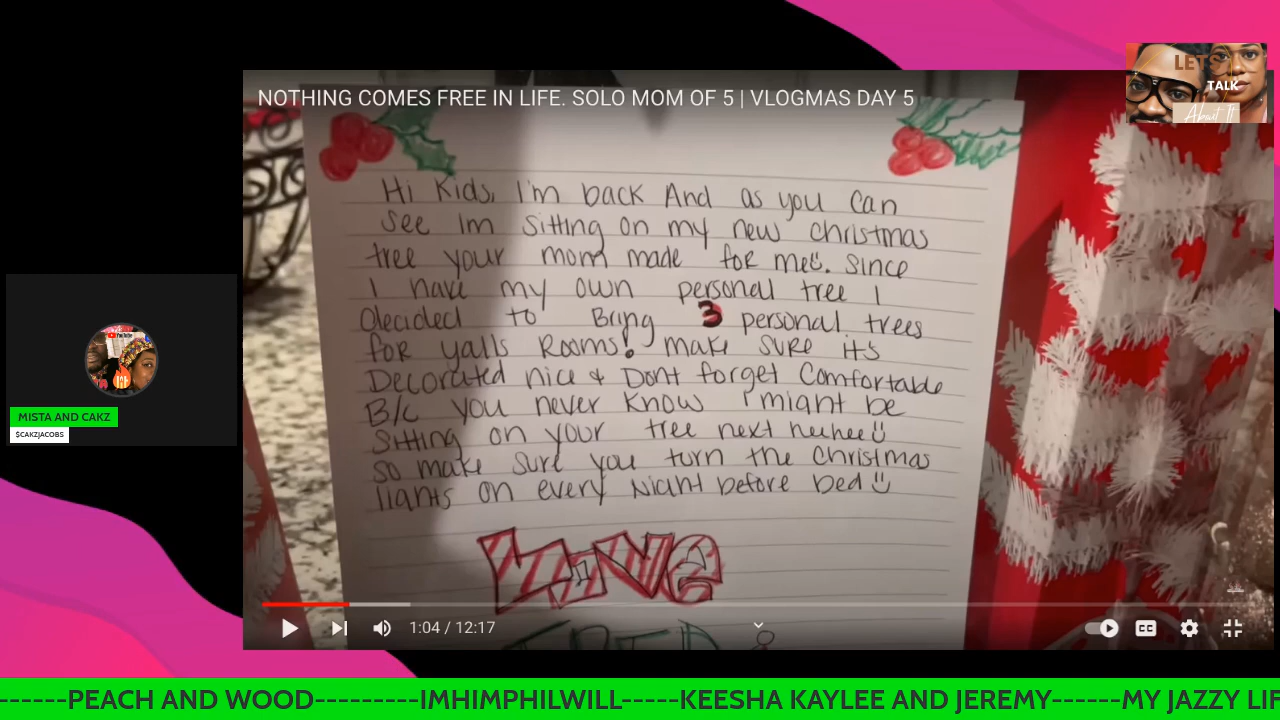 NOTHING COMES FREE IN LIFE. SOLO MOM OF 5 | VLOGMAS DAY 5
LETS
TALK
About It
Hi Kids, I'm back And as you can
see Im sitting on my new christmas
tree your mom made for me. Since
I have my own personal tree I
Decided to Bring 3 personal trees
for yalls Rooms! make sure it's
Decorated nice & Dont forget Comfortable
B/c you never know I might be
Sitting on your tree next heehee
so make sure you turn the christmas
lights on every Night before bed
LOVE
FRED
MISTA AND CAKZ
$CAKZJACOBS
1:04 / 12:17
CC
------PEACH AND WOOD---------IMHIMPHILWILL-----KEESHA KAYLEE AND JEREMY------MY JAZZY LIF